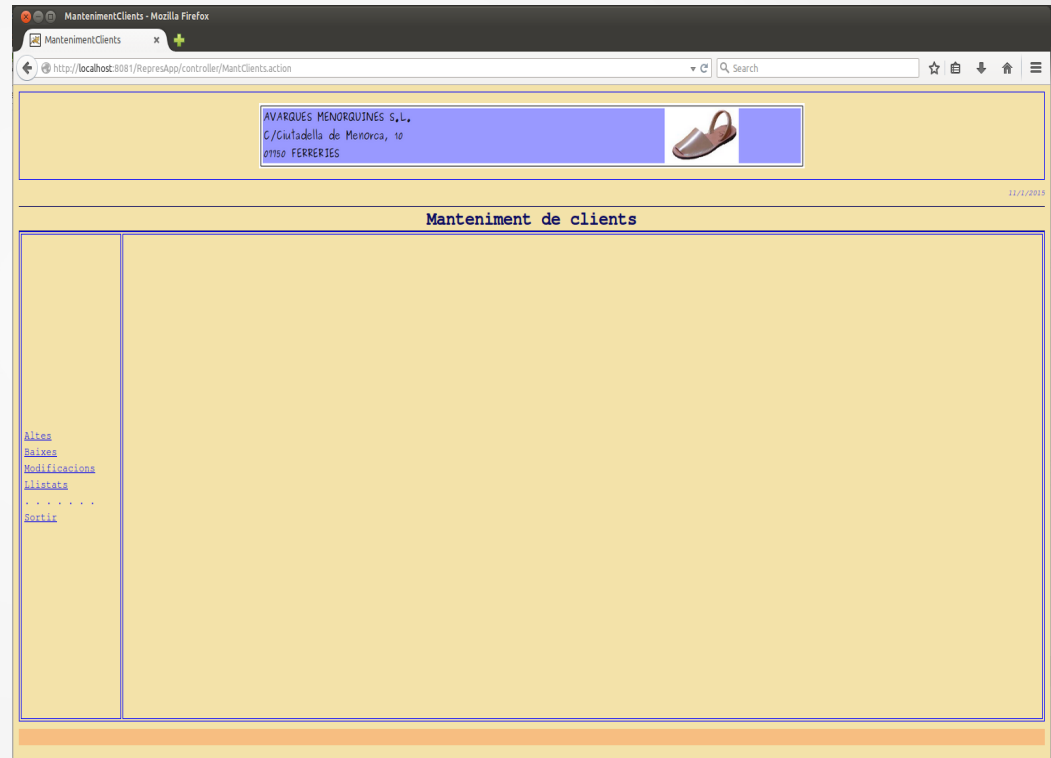 MantenimentClients - Mozilla Firefox
MantenimentClients
http://localhost:8081/RepresApp/controller/MantClients.action
Search
AVARQUES MENORQUINES S.L.
C/Ciutadella de Menorca, 10
07750 FERRERIES
11/1/2015
Manteniment de clients
Altes
Baixes
Modificacions
Llistats
. . . . . . .
Sortir